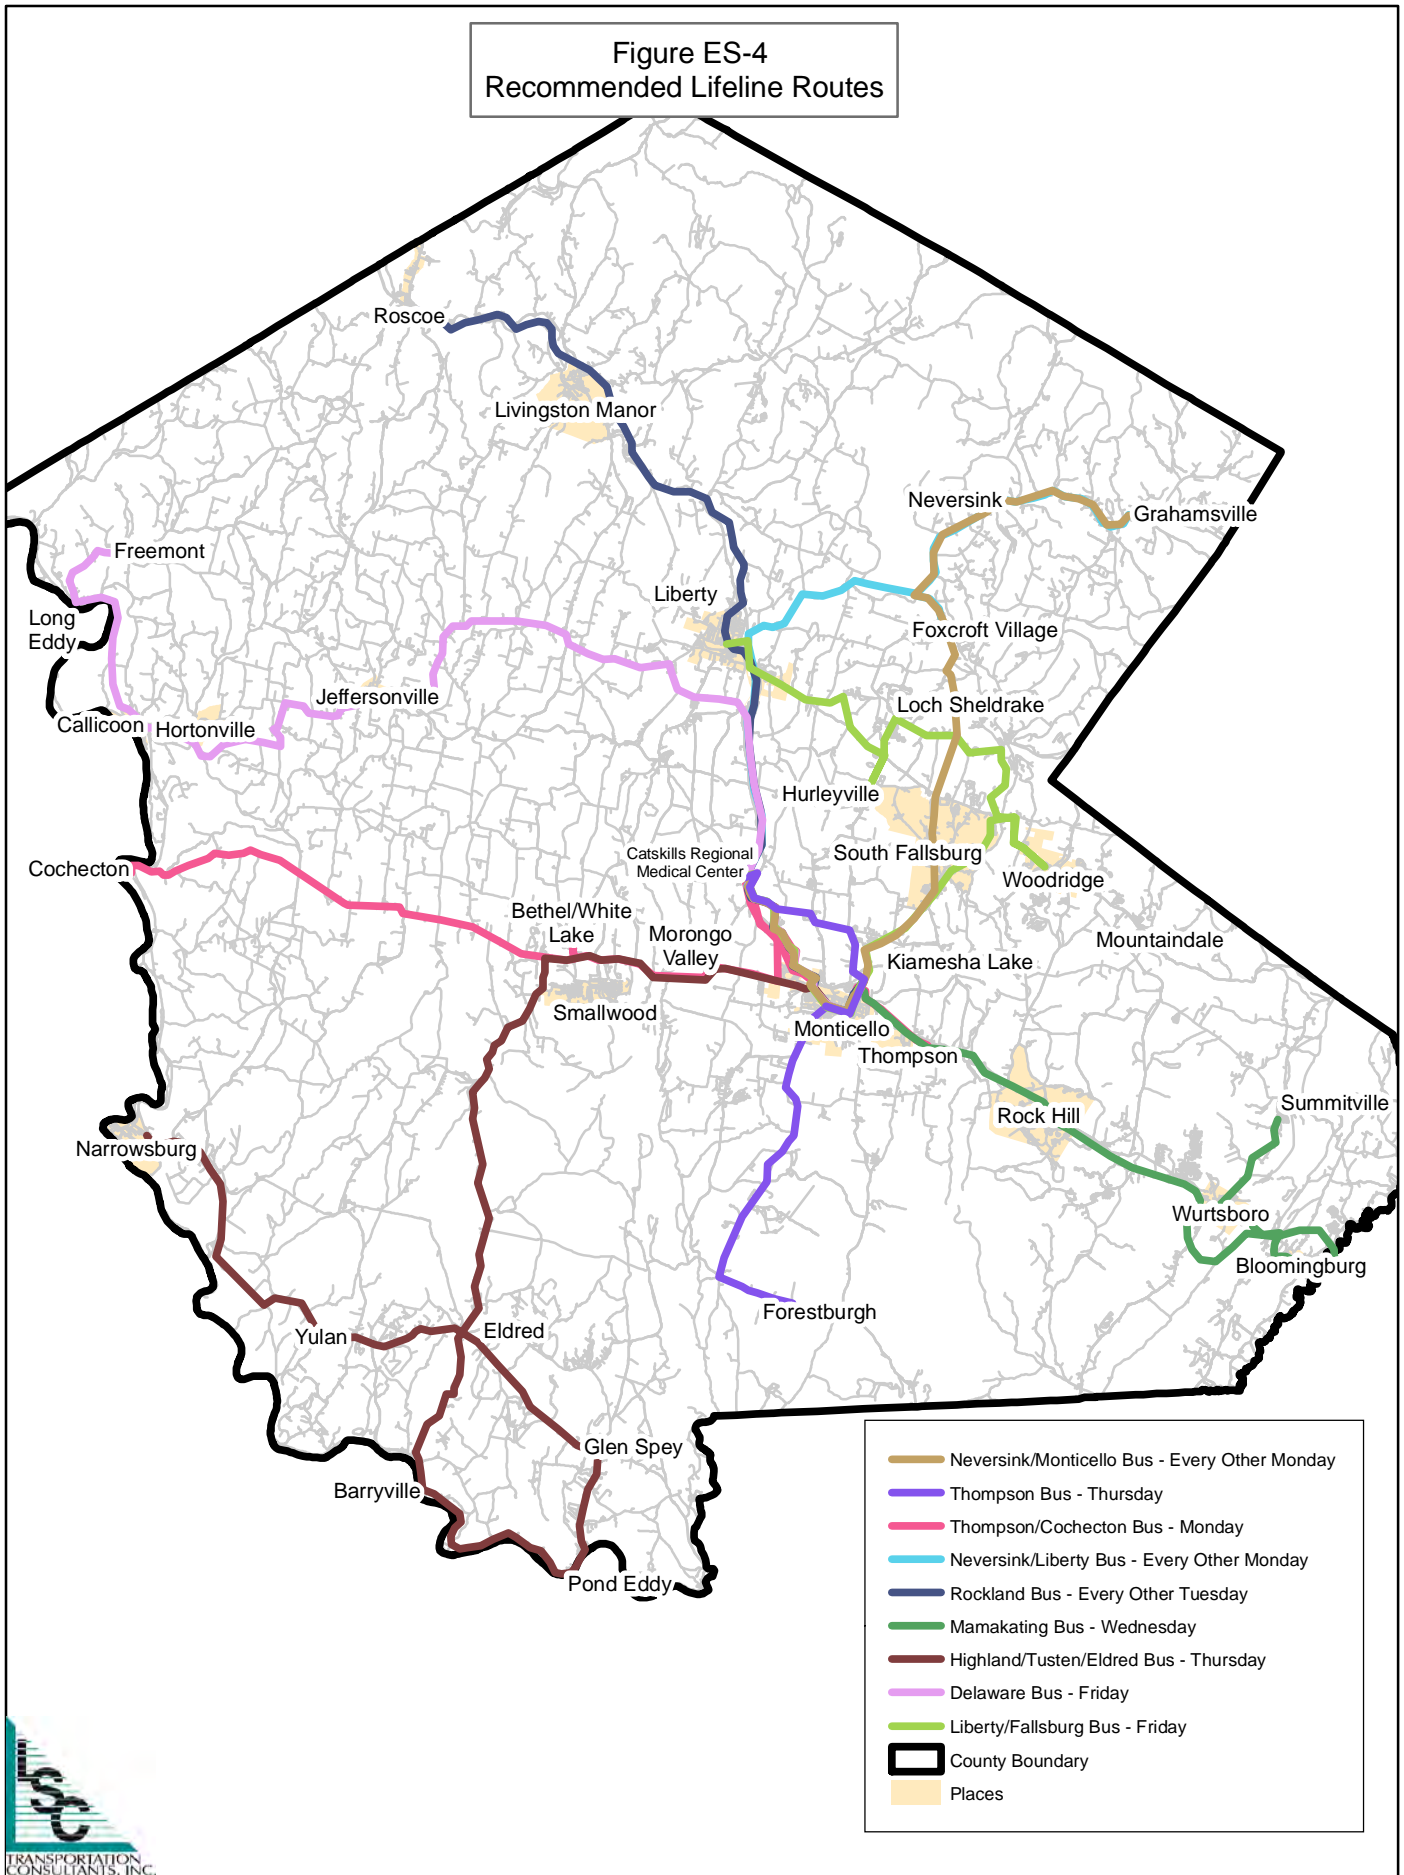 Figure ES-4
Recommended Lifeline Routes
Roscoe
Livingston Manor
Neversink
Grahamsville
Freemont
Liberty
Long
Eddy
Foxcroft Village
Jeffersonville
Loch Sheldrake
Callicoon
Hortonville
Hurleyville
Catskills Regional
Medical Center
South Fallsburg
Cochecton
Woodridge
Bethel/White
Lake
Morongo
Valley
Mountaindale
Kiamesha Lake
Smallwood
Monticello
Thompson
Rock Hill
Summitville
Narrowsburg
Wurtsboro
Bloomingburg
Forestburgh
Yulan
Eldred
Glen Spey
Barryville
Pond Eddy
Neversink/Monticello Bus - Every Other Monday
Thompson Bus - Thursday
Thompson/Cochecton Bus - Monday
Neversink/Liberty Bus - Every Other Monday
Rockland Bus - Every Other Tuesday
Mamakating Bus - Wednesday
Highland/Tusten/Eldred Bus - Thursday
Delaware Bus - Friday
Liberty/Fallsburg Bus - Friday
County Boundary
Places
LSC
TRANSPORTATION
CONSULTANTS, INC.